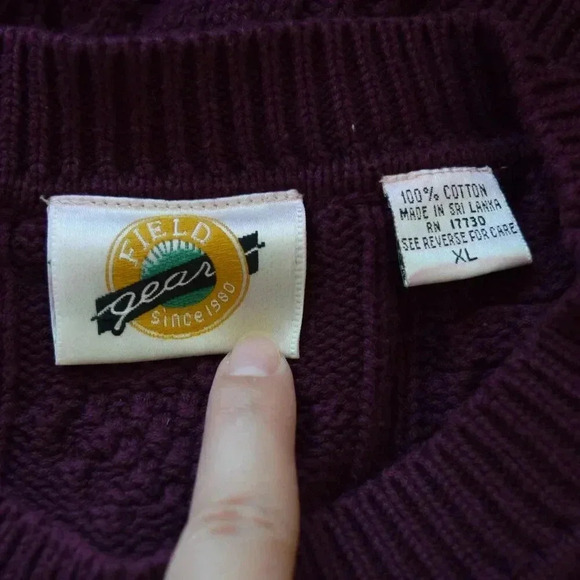 FIELD
gear
since 1980
100% COTTON
MADE IN SRI LANKA
RN 17730
SEE REVERSE FOR CARE
XL